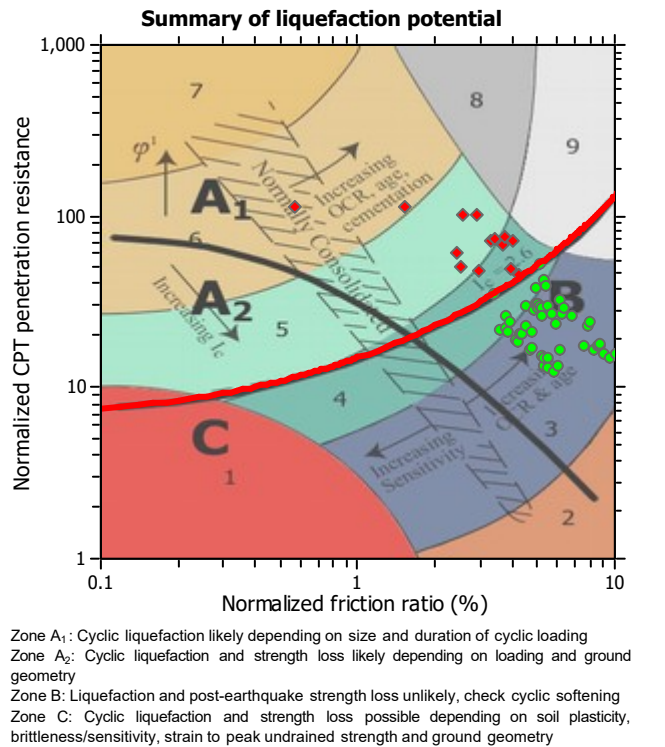 Summary of liquefaction potential
1,000
7
8
9
φ'
Increasing
OCR, age,
cementation
100
A1
Normally Consolidated
6
A2
Ic = 2.6
B
Increasing Ic
5
10
4
Increasing
OCR & age
C
Increasing
Sensitivity
3
1
2
1
0.1
1
10
Normalized CPT penetration resistance
Normalized friction ratio (%)
Zone A1: Cyclic liquefaction likely depending on size and duration of cyclic loading
Zone A2: Cyclic liquefaction and strength loss likely depending on loading and ground
geometry
Zone B: Liquefaction and post-earthquake strength loss unlikely, check cyclic softening
Zone C: Cyclic liquefaction and strength loss possible depending on soil plasticity,
brittleness/sensitivity, strain to peak undrained strength and ground geometry